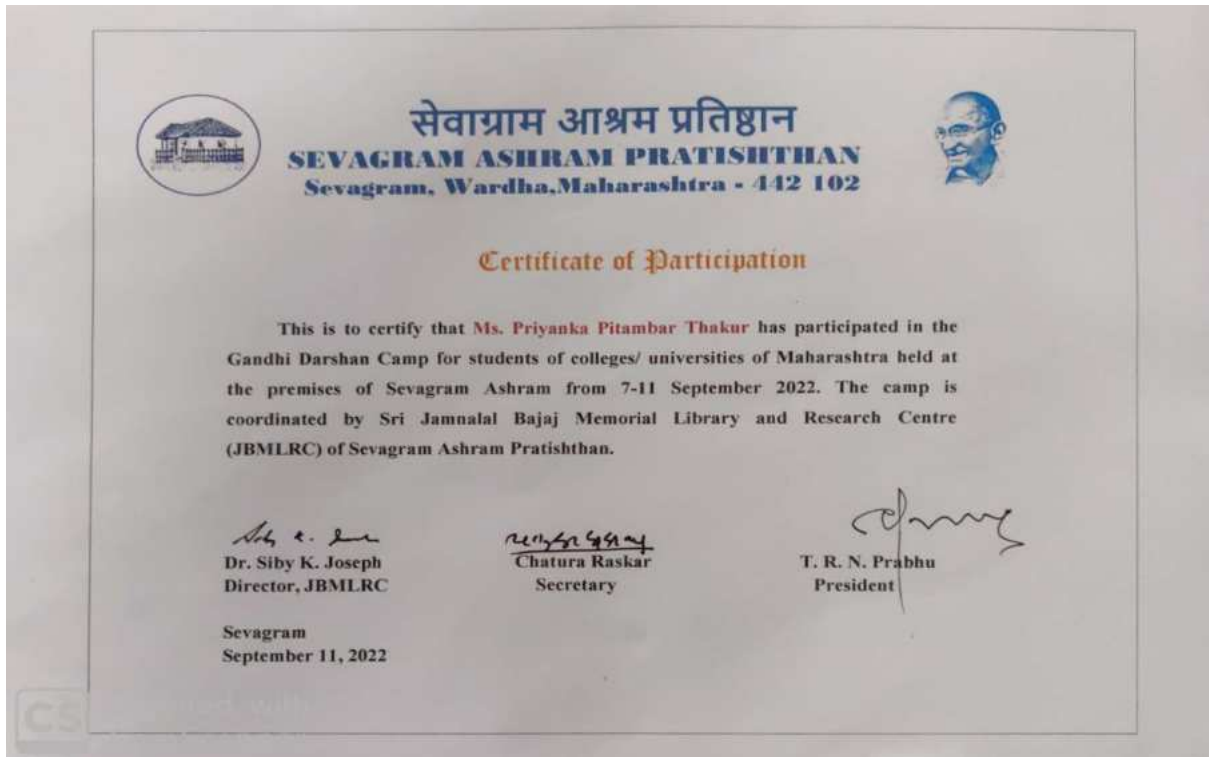 सेवाग्राम आश्रम प्रतिष्ठान
SEVAGRAM ASHRAM PRATISHTHAN
Sevagram, Wardha,Maharashtra - 442 102
Certificate of Participation
This is to certify that Ms. Priyanka Pitambar Thakur has participated in the
Gandhi Darshan Camp for students of colleges/ universities of Maharashtra held at
the premises of Sevagram Ashram from 7-11 September 2022. The camp is
coordinated by Sri Jamnalal Bajaj Memorial Library and Research Centre
(JBMLRC) of Sevagram Ashram Pratishthan.
Dr. Siby K. Joseph
Director, JBMLRC
Chatura Raskar
Secretary
T. R. N. Prabhu
President
Sevagram
September 11, 2022
CS